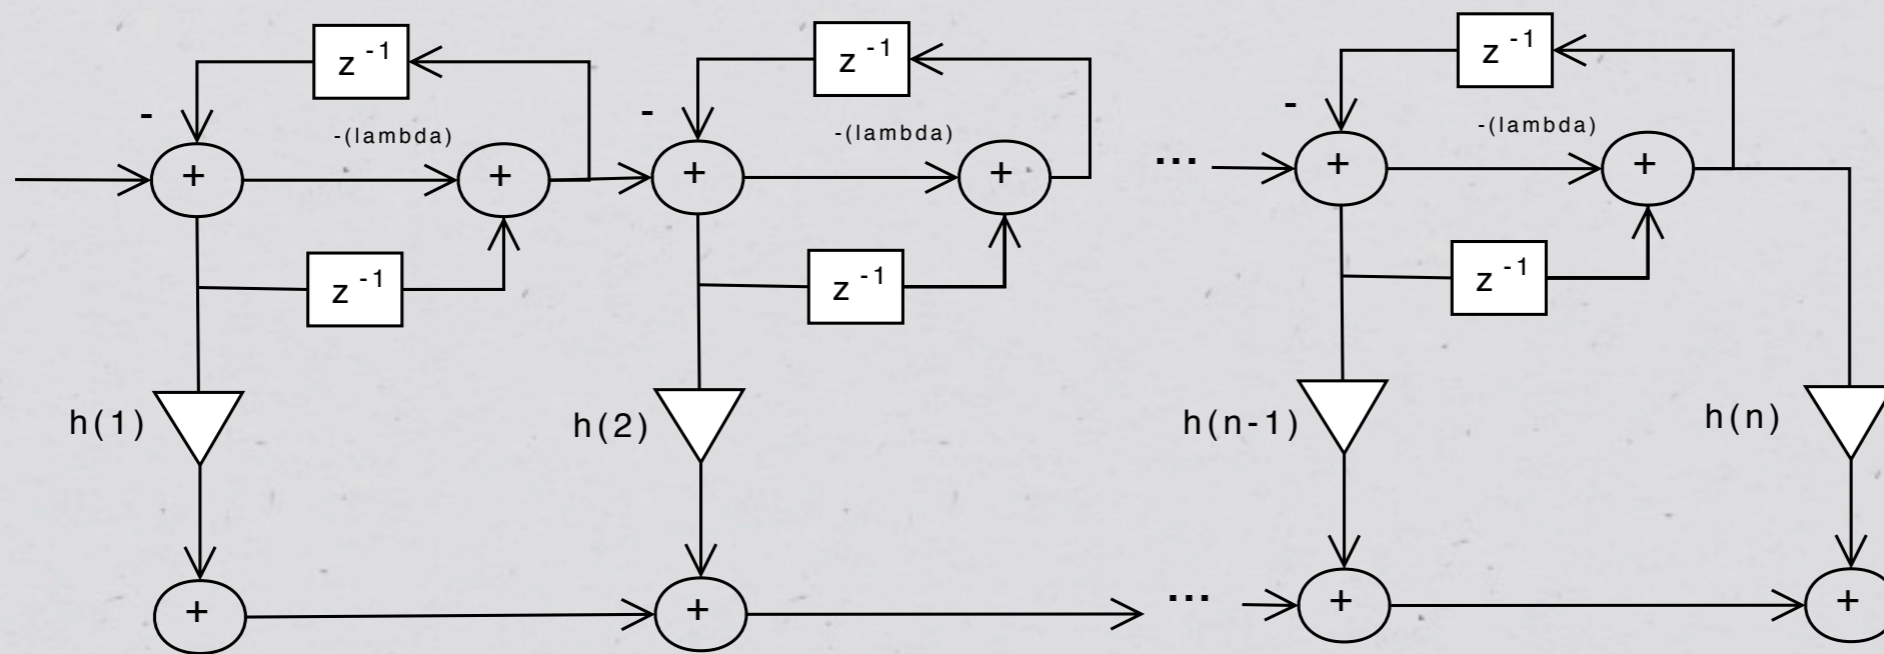 z -1
z -1
z -1
-
-(lambda)
-
-(lambda)
-
-(lambda)
+
+
+
+
...
+
+
z -1
z -1
z -1
h(1)
h(2)
h(n-1)
h(n)
+
+
...
+
+